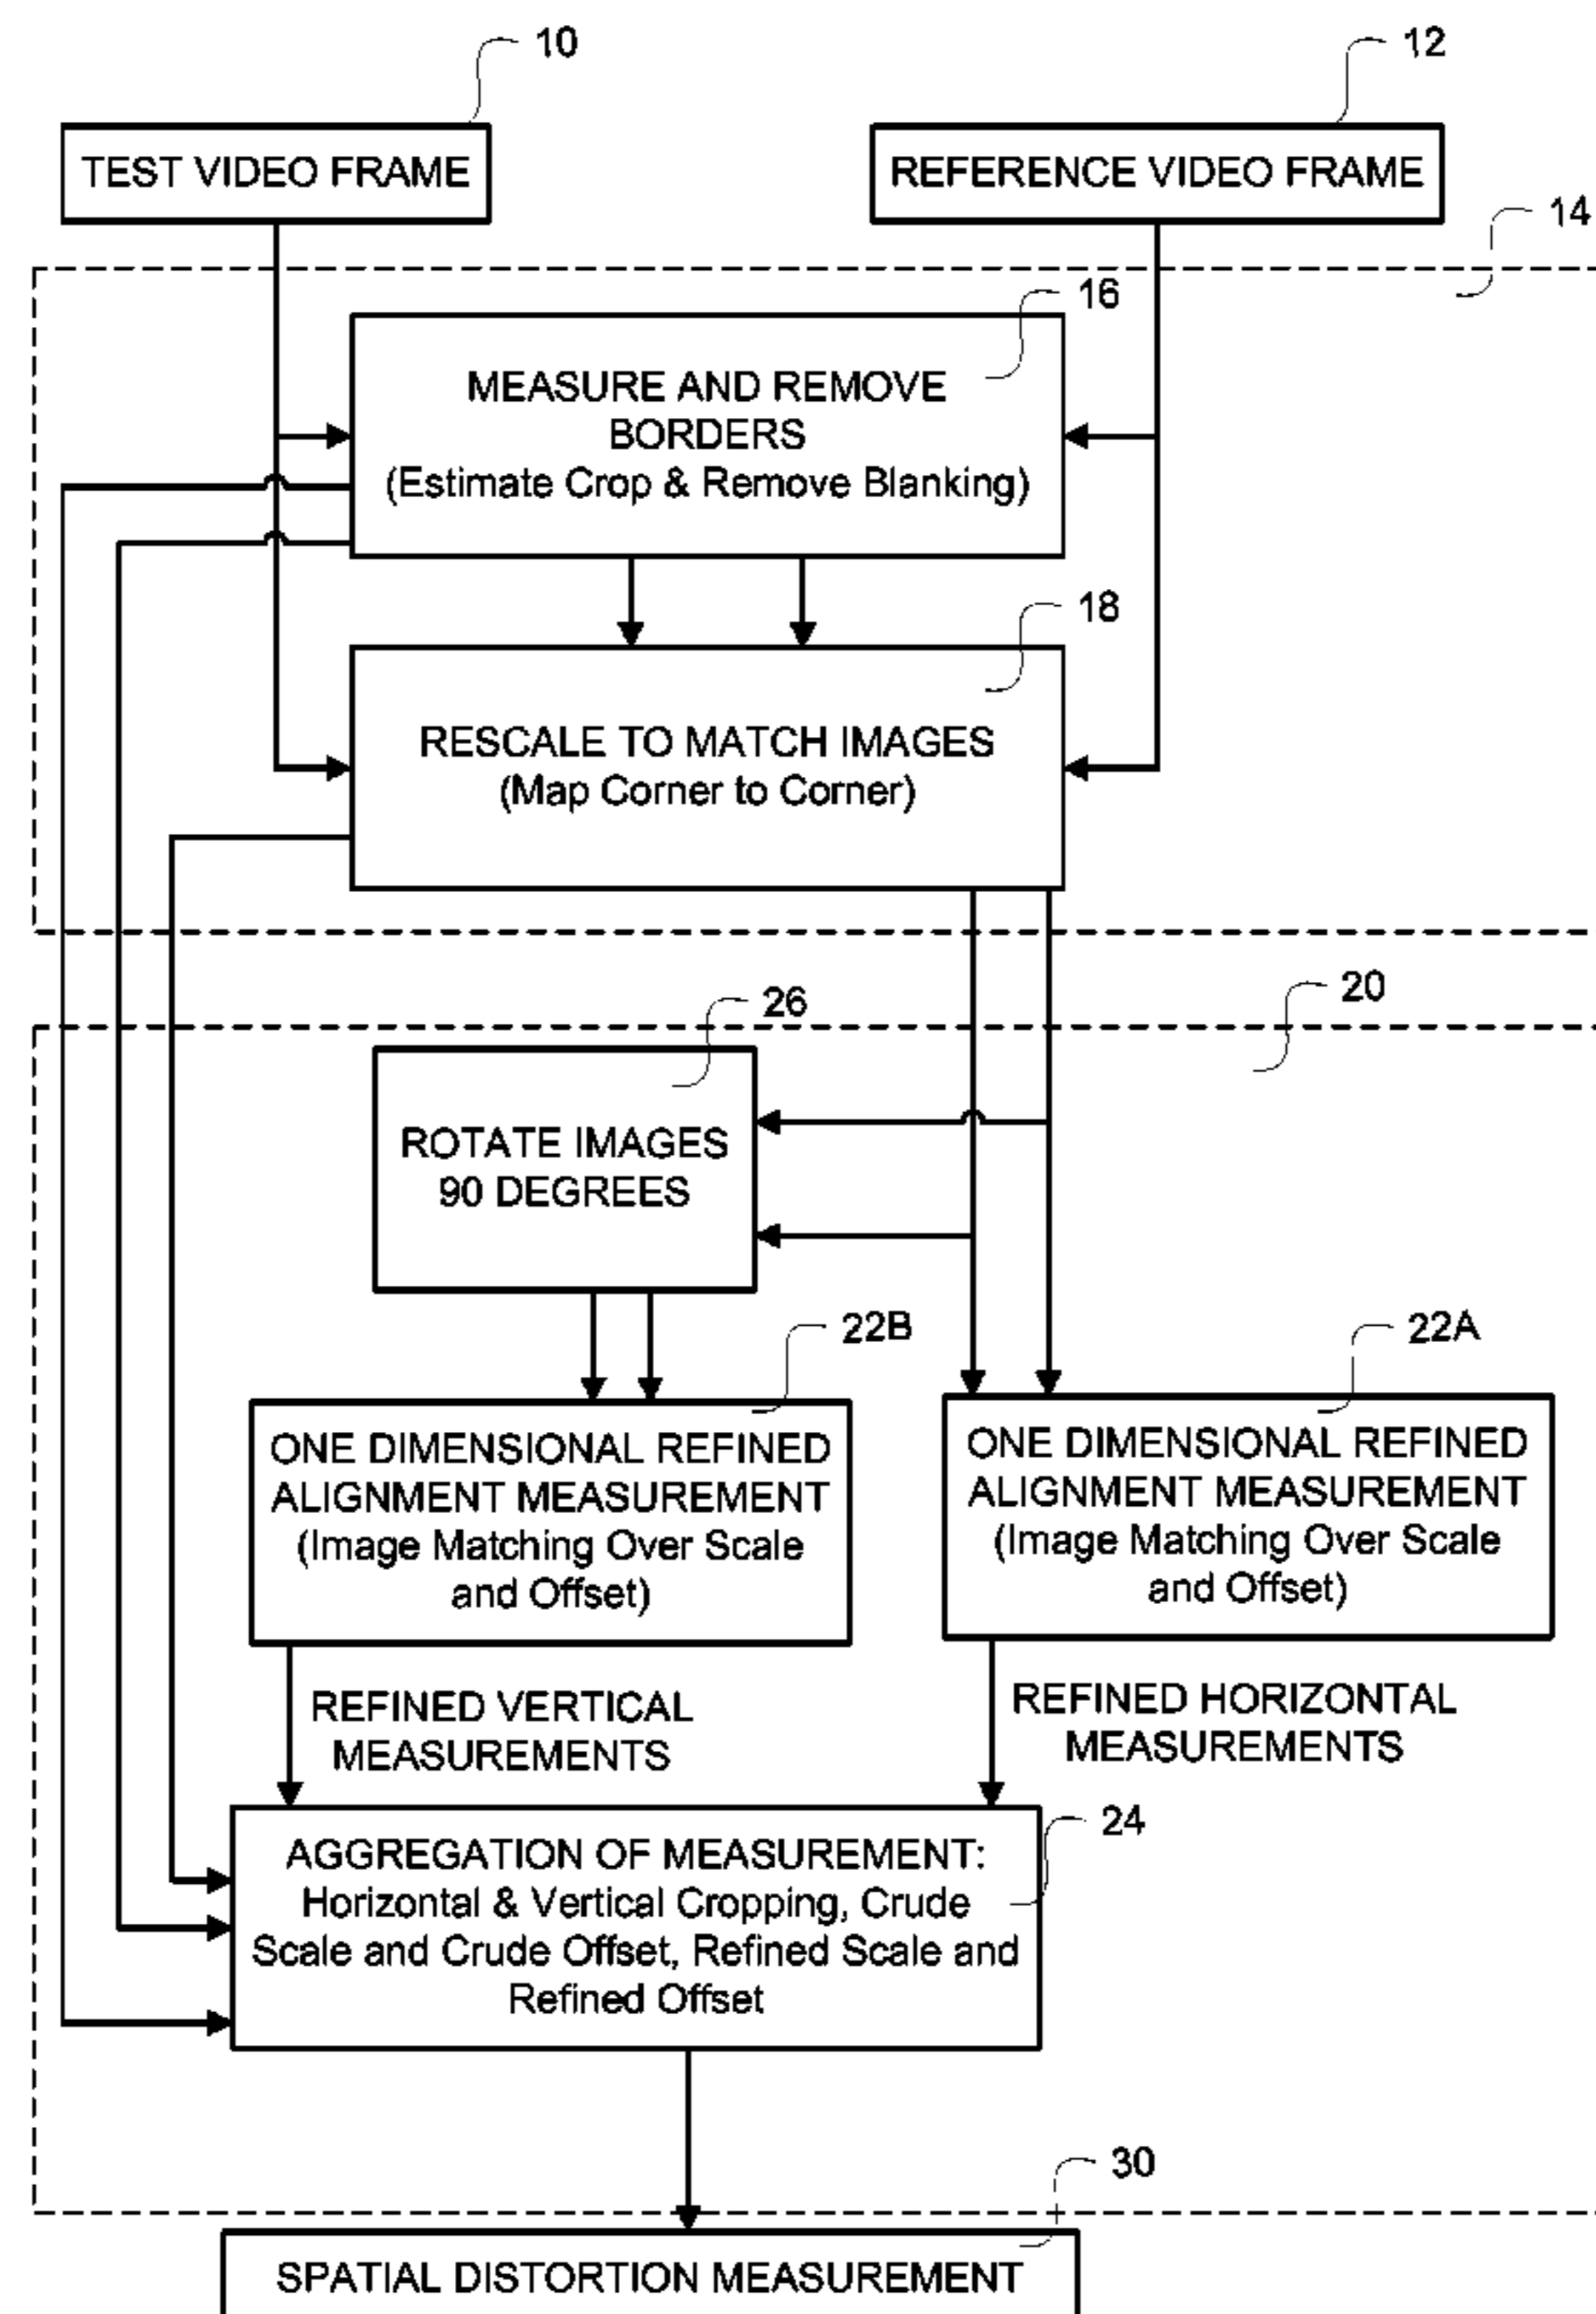 10
12
TEST VIDEO FRAME
REFERENCE VIDEO FRAME
14
16
MEASURE AND REMOVE
BORDERS
(Estimate Crop & Remove Blanking)
18
RESCALE TO MATCH IMAGES
(Map Corner to Corner)
20
26
ROTATE IMAGES
90 DEGREES
22B
22A
ONE DIMENSIONAL REFINED
ALIGNMENT MEASUREMENT
(Image Matching Over Scale
and Offset)
ONE DIMENSIONAL REFINED
ALIGNMENT MEASUREMENT
(Image Matching Over Scale
and Offset)
REFINED VERTICAL
MEASUREMENTS
REFINED HORIZONTAL
MEASUREMENTS
24
AGGREGATION OF MEASUREMENT:
Horizontal & Vertical Cropping, Crude
Scale and Crude Offset, Refined Scale and
Refined Offset
30
SPATIAL DISTORTION MEASUREMENT